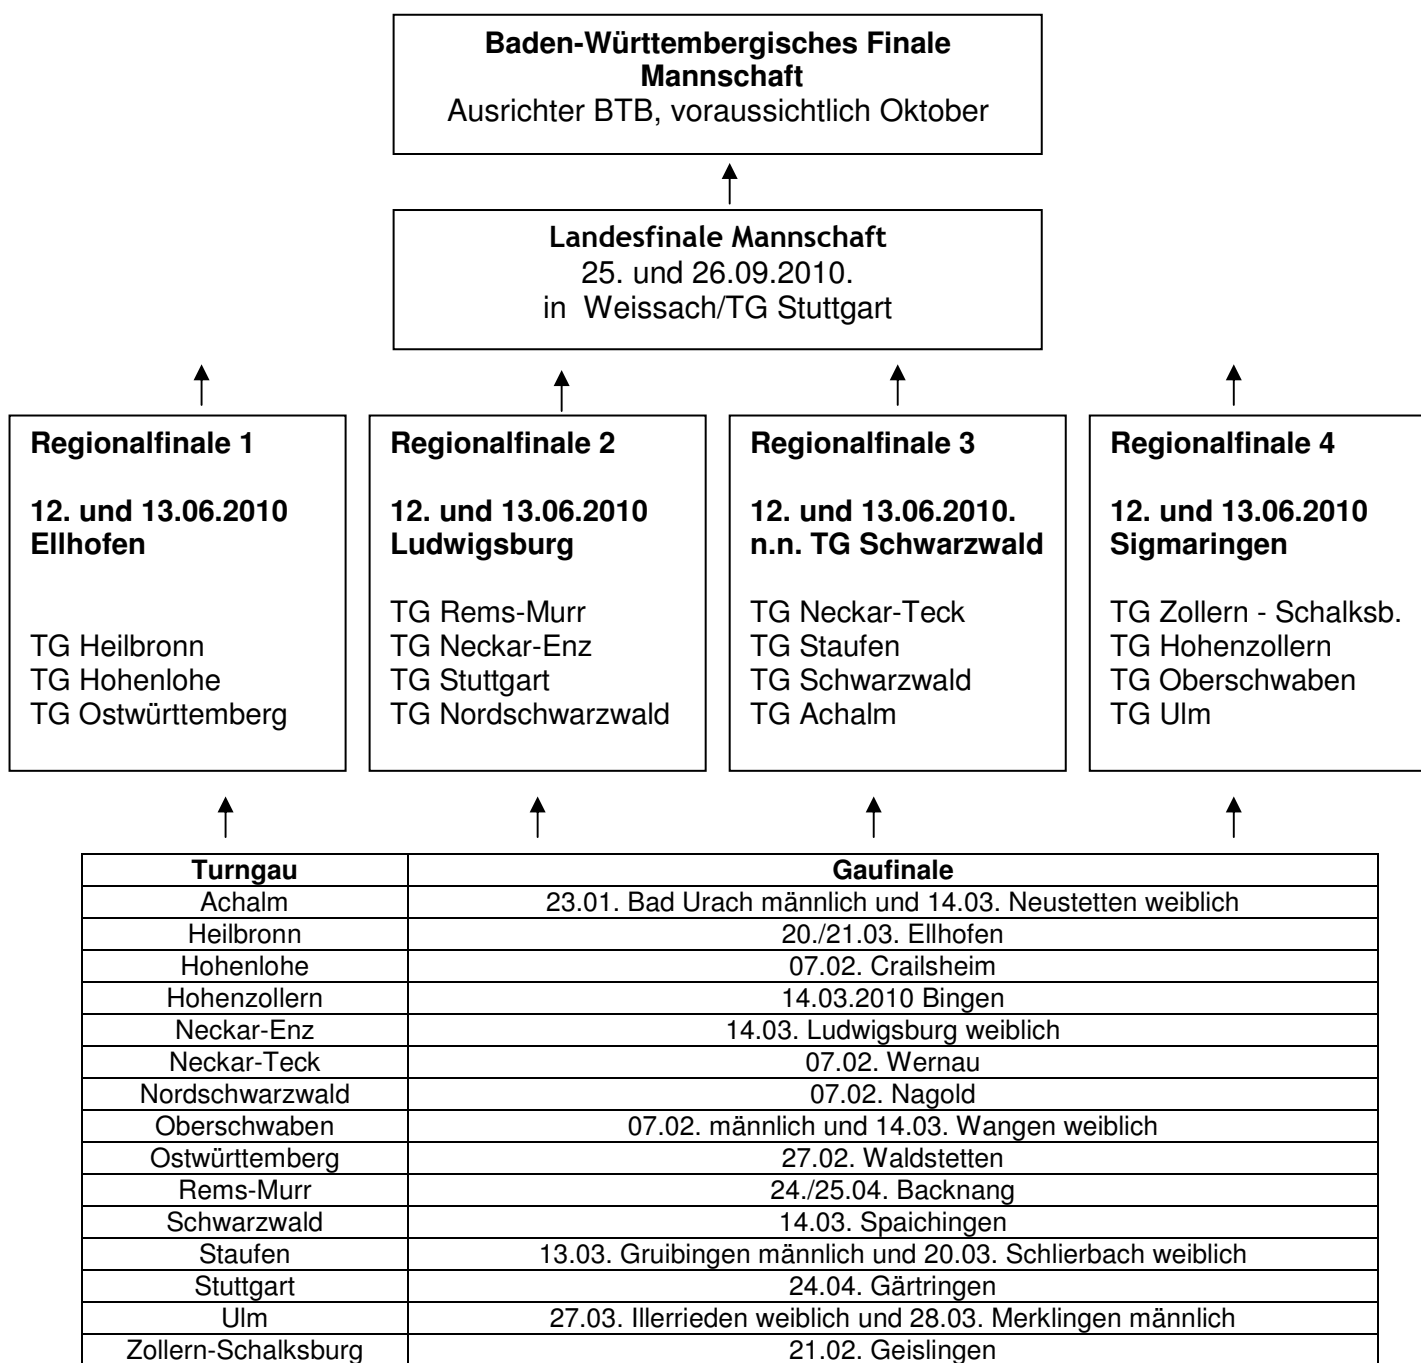 Baden-Württembergisches Finale
Mannschaft
Ausrichter BTB, voraussichtlich Oktober
Landesfinale Mannschaft
25. und 26.09.2010.
in Weissach/TG Stuttgart
Regionalfinale 1
12. und 13.06.2010
Ellhofen
TG Heilbronn
TG Hohenlohe
TG Ostwürttemberg
Regionalfinale 2
12. und 13.06.2010
Ludwigsburg
TG Rems-Murr
TG Neckar-Enz
TG Stuttgart
TG Nordschwarzwald
Regionalfinale 3
12. und 13.06.2010.
n.n. TG Schwarzwald
TG Neckar-Teck
TG Staufen
TG Schwarzwald
TG Achalm
Regionalfinale 4
12. und 13.06.2010
Sigmaringen
TG Zollern - Schalksb.
TG Hohenzollern
TG Oberschwaben
TG Ulm
Turngau Gaufinale
Achalm 23.01. Bad Urach männlich und 14.03. Neustetten weiblich
Heilbronn 20./21.03. Ellhofen
Hohenlohe 07.02. Crailsheim
Hohenzollern 14.03.2010 Bingen
Neckar-Enz 14.03. Ludwigsburg weiblich
Neckar-Teck 07.02. Wernau
Nordschwarzwald 07.02. Nagold
Oberschwaben 07.02. männlich und 14.03. Wangen weiblich
Ostwürttemberg 27.02. Waldstetten
Rems-Murr 24./25.04. Backnang
Schwarzwald 14.03. Spaichingen
Staufen 13.03. Gruibingen männlich und 20.03. Schlierbach weiblich
Stuttgart 24.04. Gärtringen
Ulm 27.03. Illerrieden weiblich und 28.03. Merklingen männlich
Zollern-Schalksburg 21.02. Geislingen